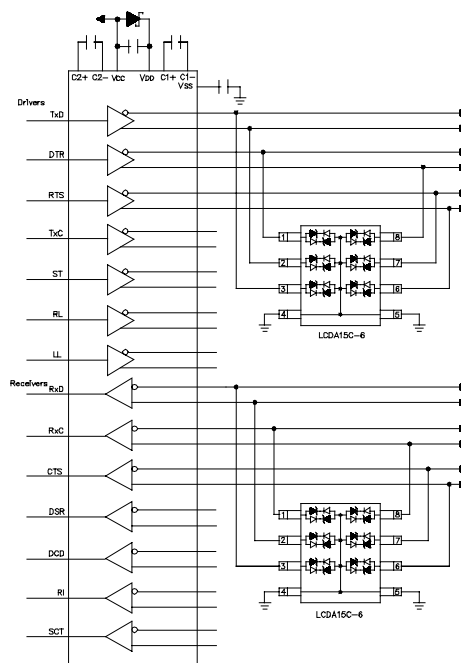 C2+ C2- VCC VDD C1+ C1-
VSS
Drivers
TxD
DTR
RTS
TxC
1 8
ST
2 7
3 6
RL
4 5
LCDA15C-6
LL
Receivers
RxD
RxC
CTS
DSR
1 8
2 7
DCD
3 6
RI
4 5
LCDA15C-6
SCT